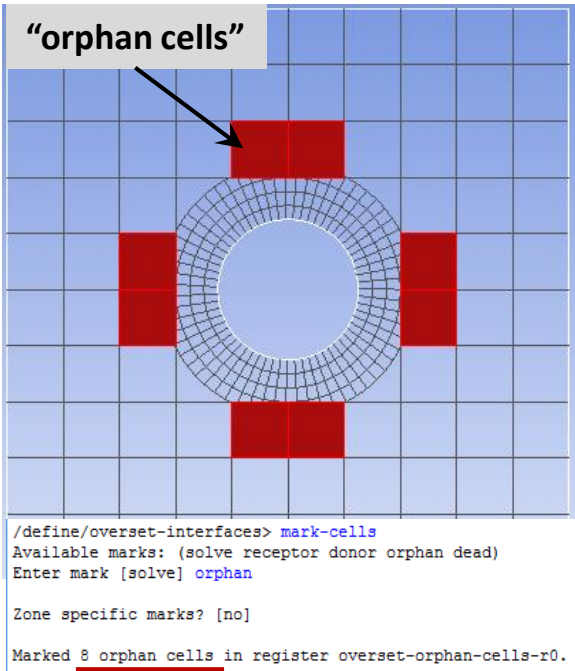 “orphan cells”
/define/overset-interfaces> mark-cells
Available marks: (solve receptor donor orphan dead)
Enter mark [solve] orphan
Zone specific marks? [no]
Marked 8 orphan cells in register overset-orphan-cells-r0.